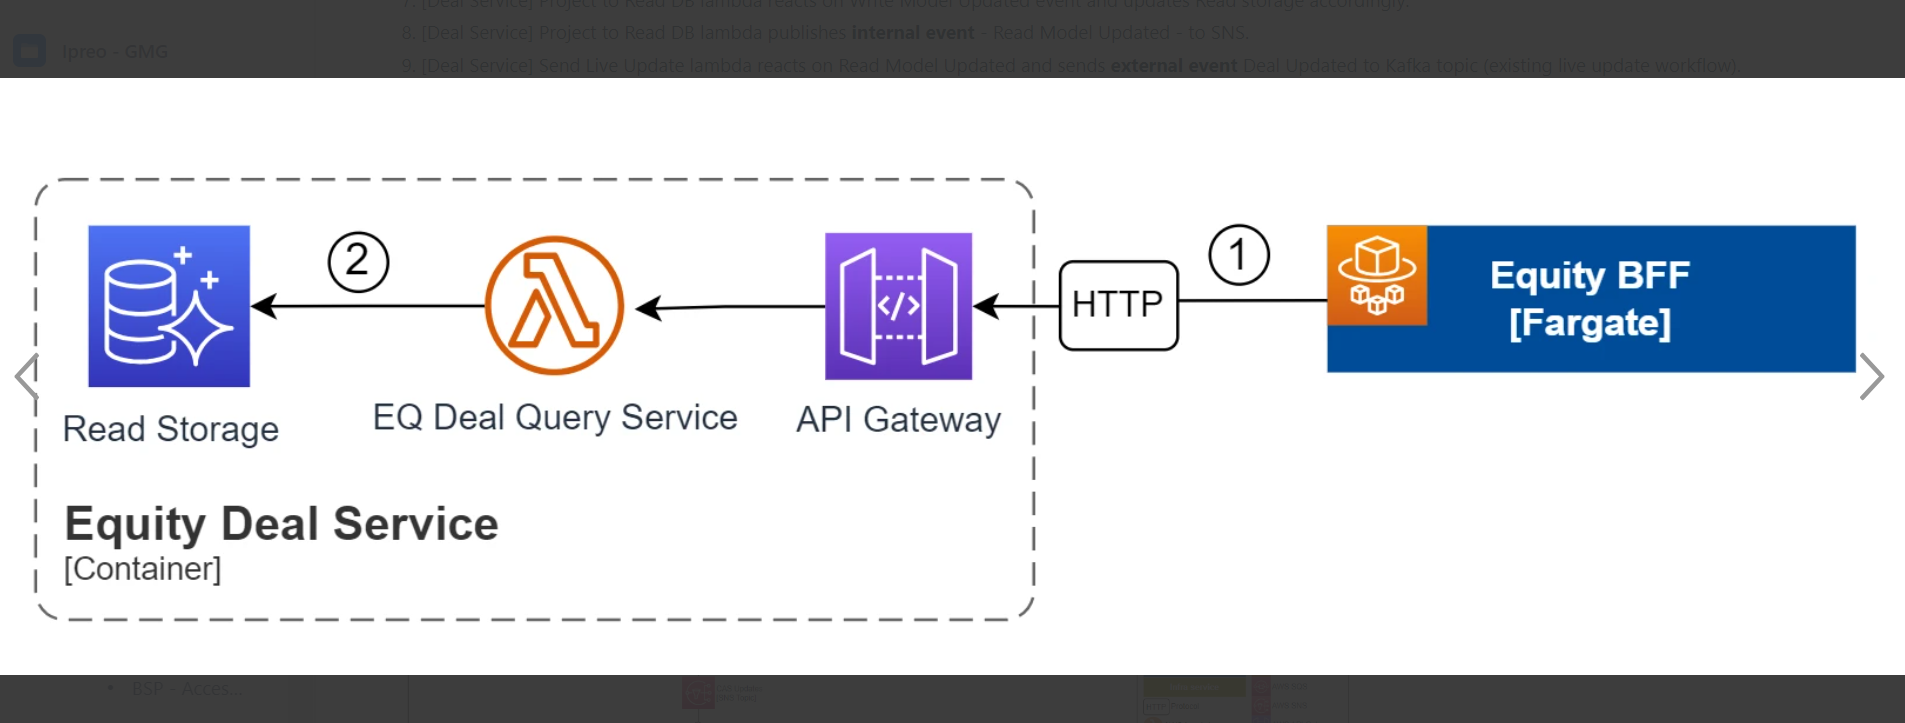 7. [Deal Service] Project to Read DB lambda reacts on Write Model Updated event and updates Read storage accordingly.
8. [Deal Service] Project to Read DB lambda publishes internal event - Read Model Updated - to SNS.
Ipreo - GMG
9. [Deal Service] Send Live Update lambda reacts on Read Model Updated and sends external event Deal Updated to Kafka topic (existing live update workflow).
2
1
HTTP
Equity BFF
[Fargate]
Read Storage
EQ Deal Query Service
API Gateway
Equity Deal Service
[Container]
• BSP - Acces...